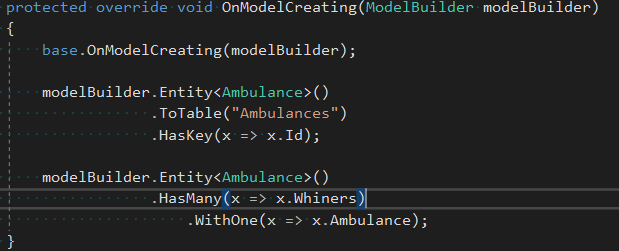 protected override void OnModelCreating(ModelBuilder modelBuilder)
{
base.OnModelCreating(modelBuilder);
modelBuilder.Entity<Ambulance>()
.ToTable("Ambulances")
.HasKey(x => x.Id);
modelBuilder.Entity<Ambulance>()
.HasMany(x => x.Whiners)
.WithOne(x => x.Ambulance);
}